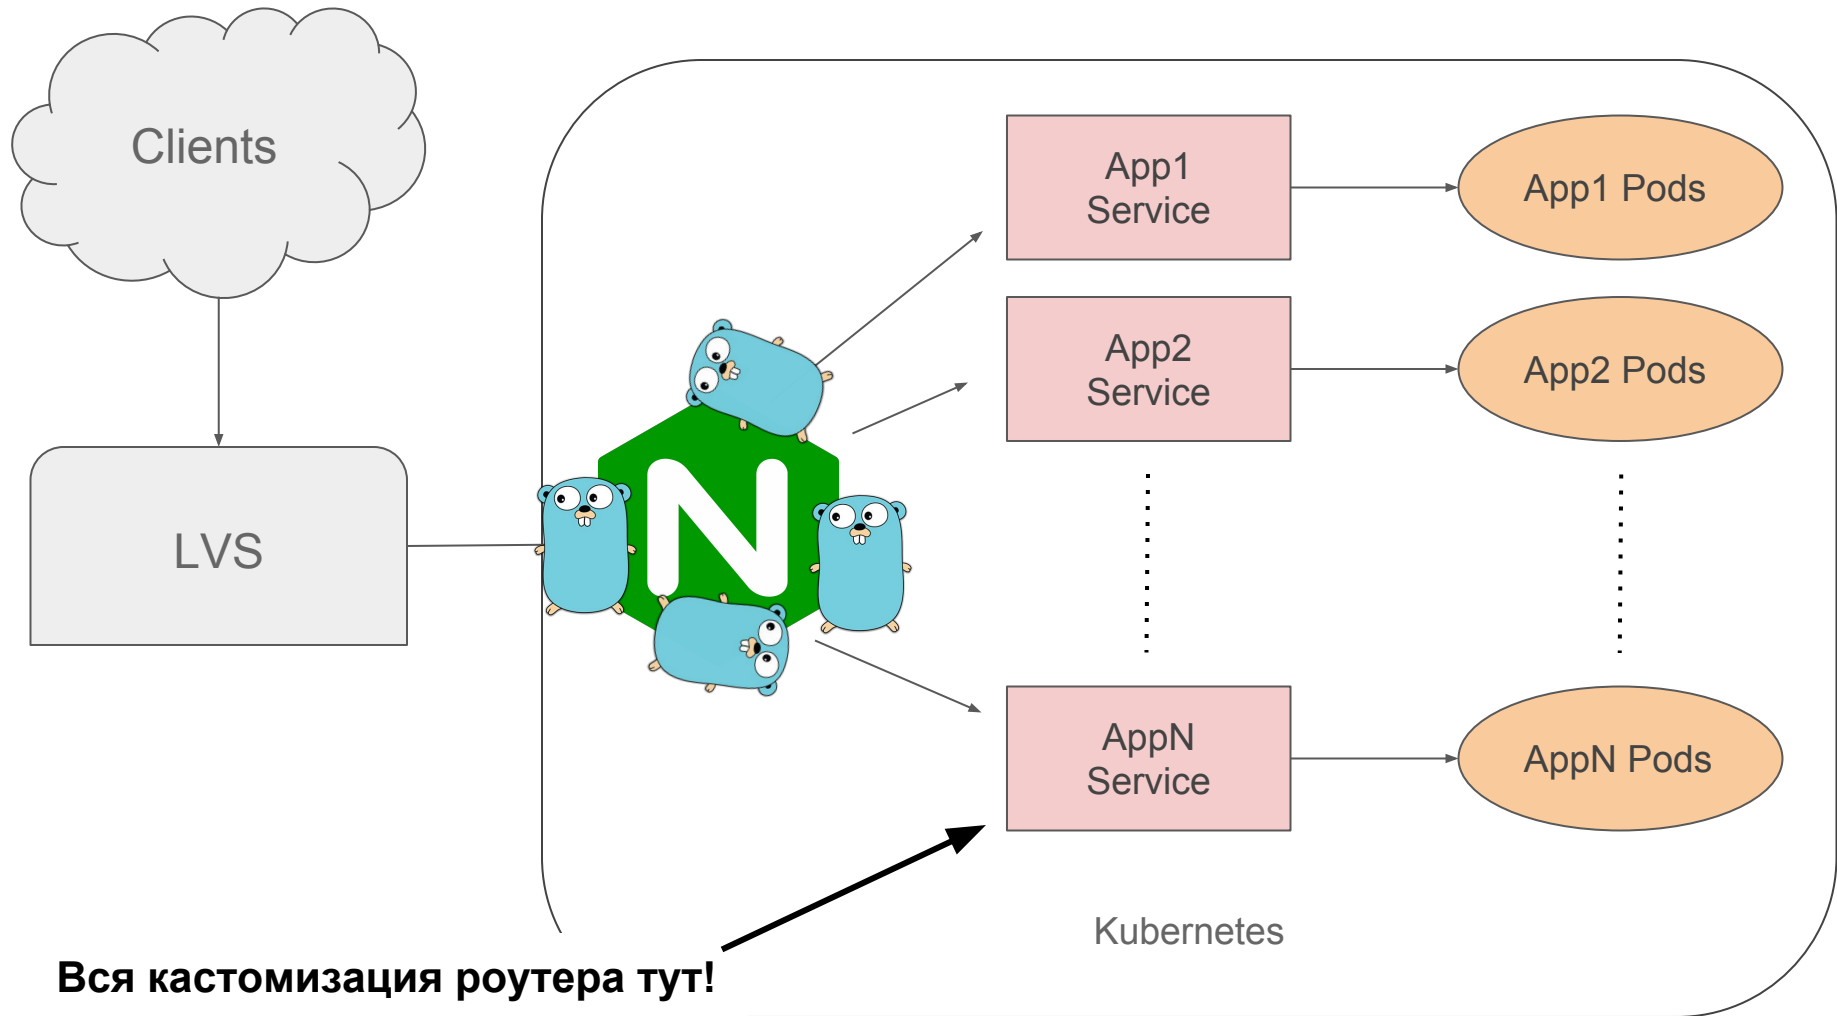 Clients
LVS
N
App1
Service
App1 Pods
App2
Service
App2 Pods
AppN
Service
AppN Pods
Kubernetes
Вся кастомизация роутера тут!